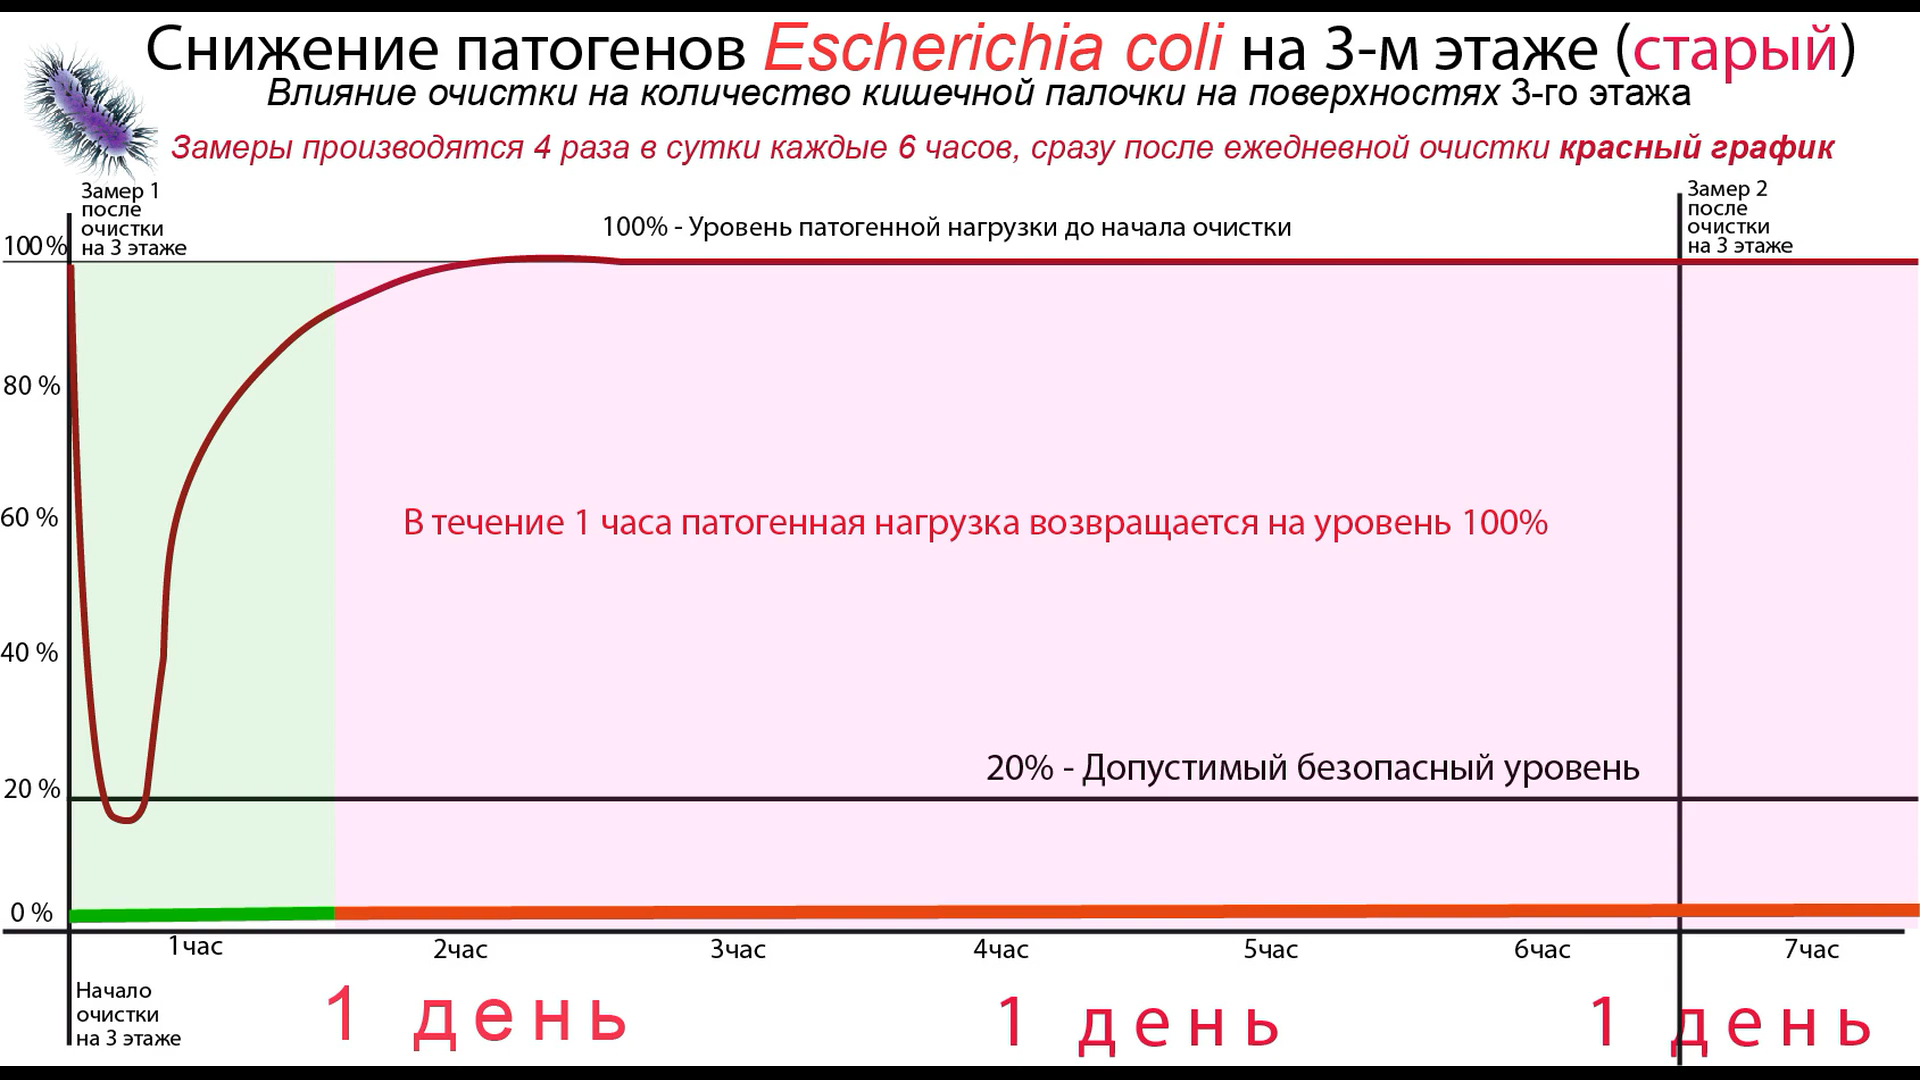 Снижение патогенов Escherichia coli на 3-м этаже (старый)
Влияние очистки на количество кишечной палочки на поверхностях 3-го этажа
Замеры производятся 4 раза в сутки каждые 6 часов, сразу после ежедневной очистки красный график
Замер 1
после
очистки
на 3 этаже
Замер 2
после
очистки
на 3 этаже
100% - Уровень патогенной нагрузки до начала очистки
100%
80 %
60 %
В течение 1 часа патогенная нагрузка возвращается на уровень 100%
40 %
20% - Допустимый безопасный уровень
20 %
0 %
1час 2час 3час 4час 5час 6час 7час
Начало
очистки
на 3 этаже
1 день 1 день 1 день